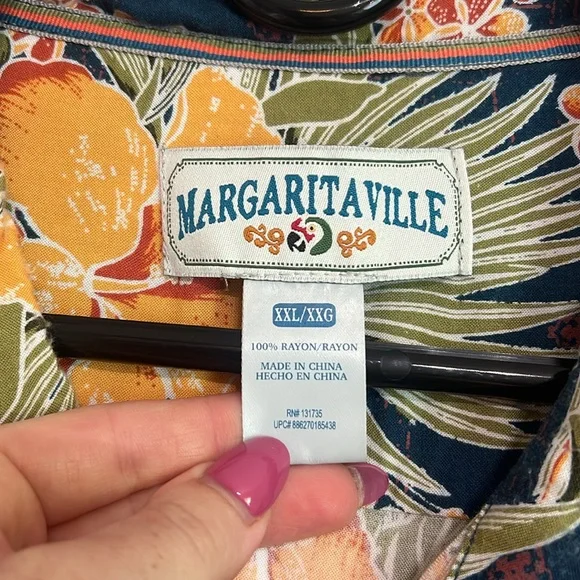 MARGARITAVILLE
XXL/XXG
100% RAYON/RAYON
MADE IN CHINA
HECHO EN CHINA
RN# 131735
UPC# 886270185438